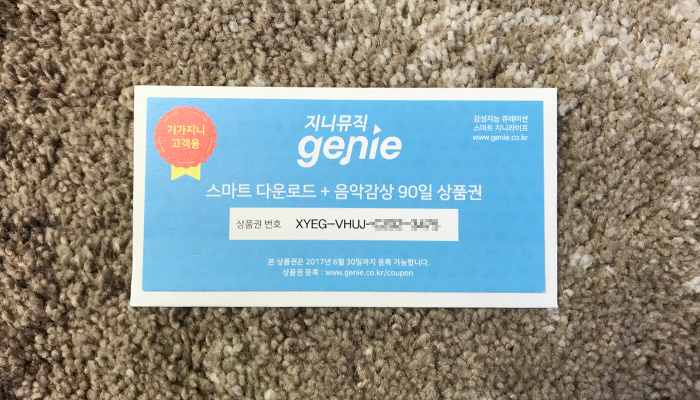 기가지니
고객용
지니뮤직
genie
감성지능 큐레이션
스마트 지니라이프
www.genie.co.kr
스마트 다운로드 + 음악감상 90일 상품권
상품권 번호 XYEG-VHUJ-
본 상품권은 2017년 6월 30일까지 등록 가능합니다.
상품권 등록 : www.genie.co.kr/coupon